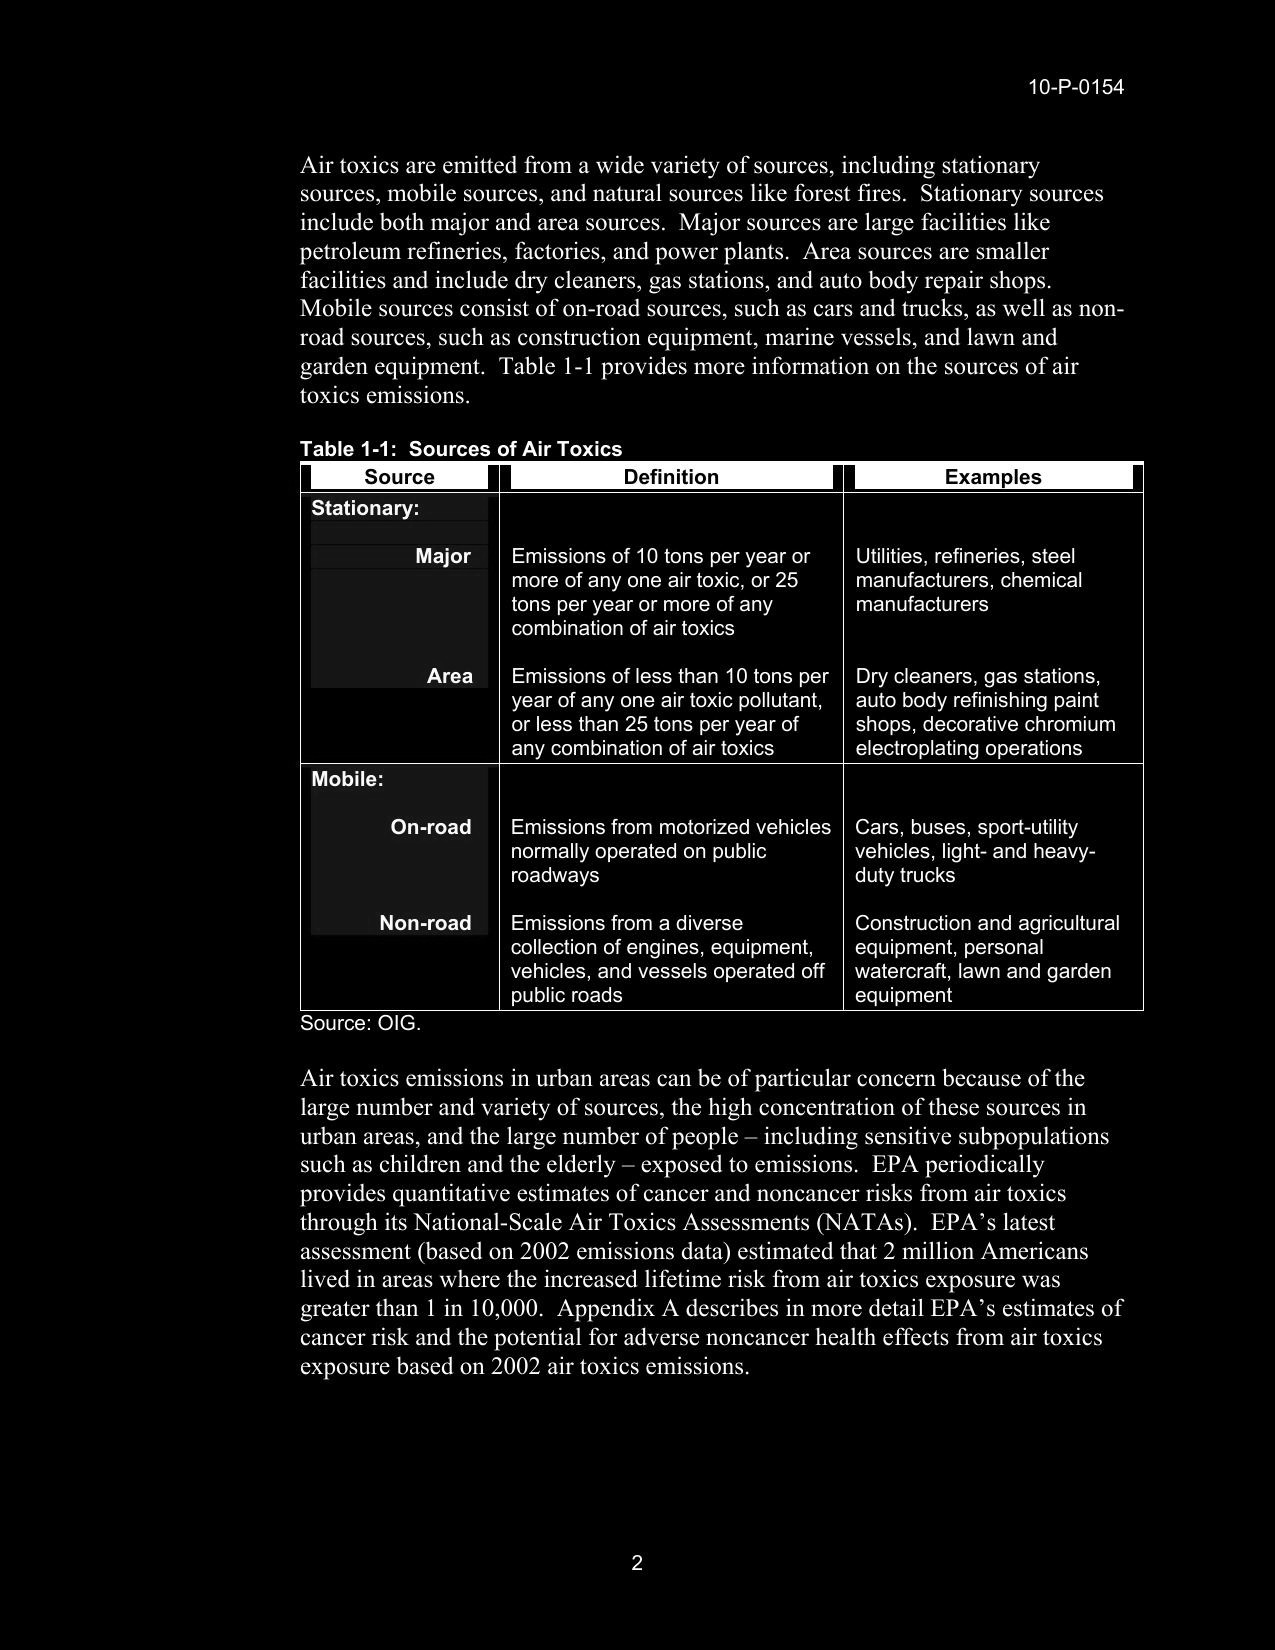 10-P-0154
Air toxics are emitted from a wide variety of sources, including stationary
sources, mobile sources, and natural sources like forest fires.  Stationary sources
include both major and area sources.  Major sources are large facilities like
petroleum refineries, factories, and power plants.  Area sources are smaller
facilities and include dry cleaners, gas stations, and auto body repair shops.
Mobile sources consist of on-road sources, such as cars and trucks, as well as non-
road sources, such as construction equipment, marine vessels, and lawn and
garden equipment.  Table 1-1 provides more information on the sources of air
toxics emissions.
Table 1-1:  Sources of Air Toxics
Source Definition Examples
Stationary:
Major Emissions of 10 tons per year or Utilities, refineries, steel
more of any one air toxic, or 25 manufacturers, chemical
tons per year or more of any manufacturers
combination of air toxics
Area Emissions of less than 10 tons per Dry cleaners, gas stations,
year of any one air toxic pollutant, auto body refinishing paint
or less than 25 tons per year of shops, decorative chromium
any combination of air toxics electroplating operations
Mobile:
On-road Emissions from motorized vehicles Cars, buses, sport-utility
normally operated on public vehicles, light- and heavy-
roadways duty trucks
Non-road Emissions from a diverse Construction and agricultural
collection of engines, equipment, equipment, personal
vehicles, and vessels operated off watercraft, lawn and garden
public roads equipment
Source: OIG.
Air toxics emissions in urban areas can be of particular concern because of the
large number and variety of sources, the high concentration of these sources in
urban areas, and the large number of people – including sensitive subpopulations
such as children and the elderly – exposed to emissions.  EPA periodically
provides quantitative estimates of cancer and noncancer risks from air toxics
through its National-Scale Air Toxics Assessments (NATAs).  EPA’s latest
assessment (based on 2002 emissions data) estimated that 2 million Americans
lived in areas where the increased lifetime risk from air toxics exposure was
greater than 1 in 10,000.  Appendix A describes in more detail EPA’s estimates of
cancer risk and the potential for adverse noncancer health effects from air toxics
exposure based on 2002 air toxics emissions.
2